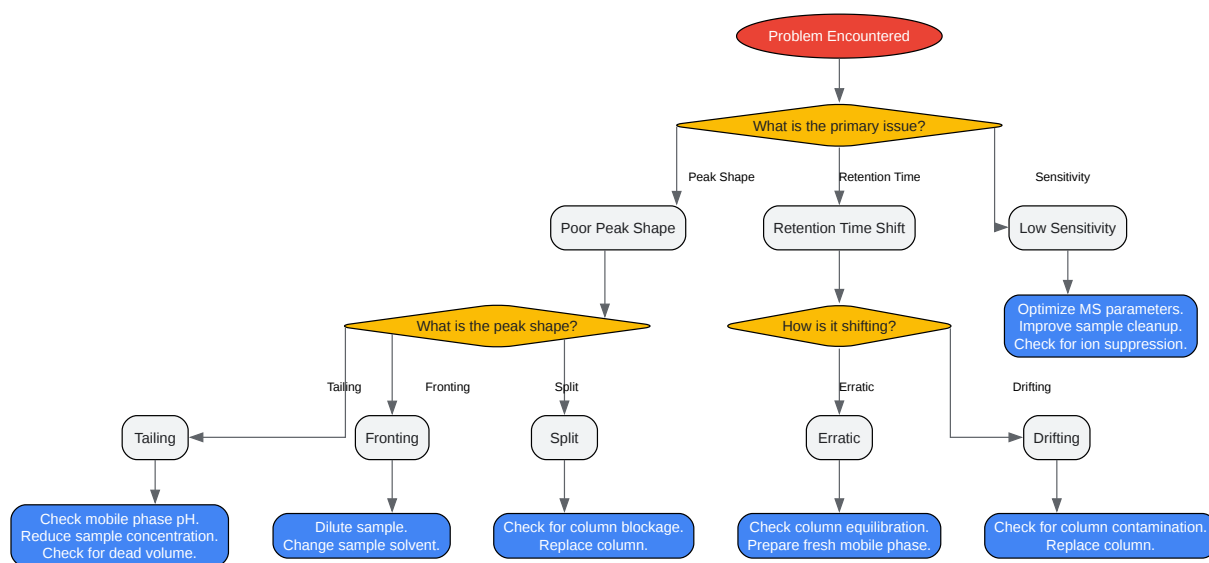 Problem Encountered
What is the primary issue?
Peak Shape
Retention Time
Sensitivity
Poor Peak Shape
Retention Time Shift
Low Sensitivity
Optimize MS parameters.
Improve sample cleanup.
Check for ion suppression.
What is the peak shape?
How is it shifting?
Tailing
Fronting
Split
Erratic
Drifting
Tailing
Fronting
Split
Erratic
Drifting
Check mobile phase pH.
Reduce sample concentration.
Check for dead volume.
Dilute sample.
Change sample solvent.
Check for column blockage.
Replace column.
Check column equilibration.
Prepare fresh mobile phase.
Check for column contamination.
Replace column.